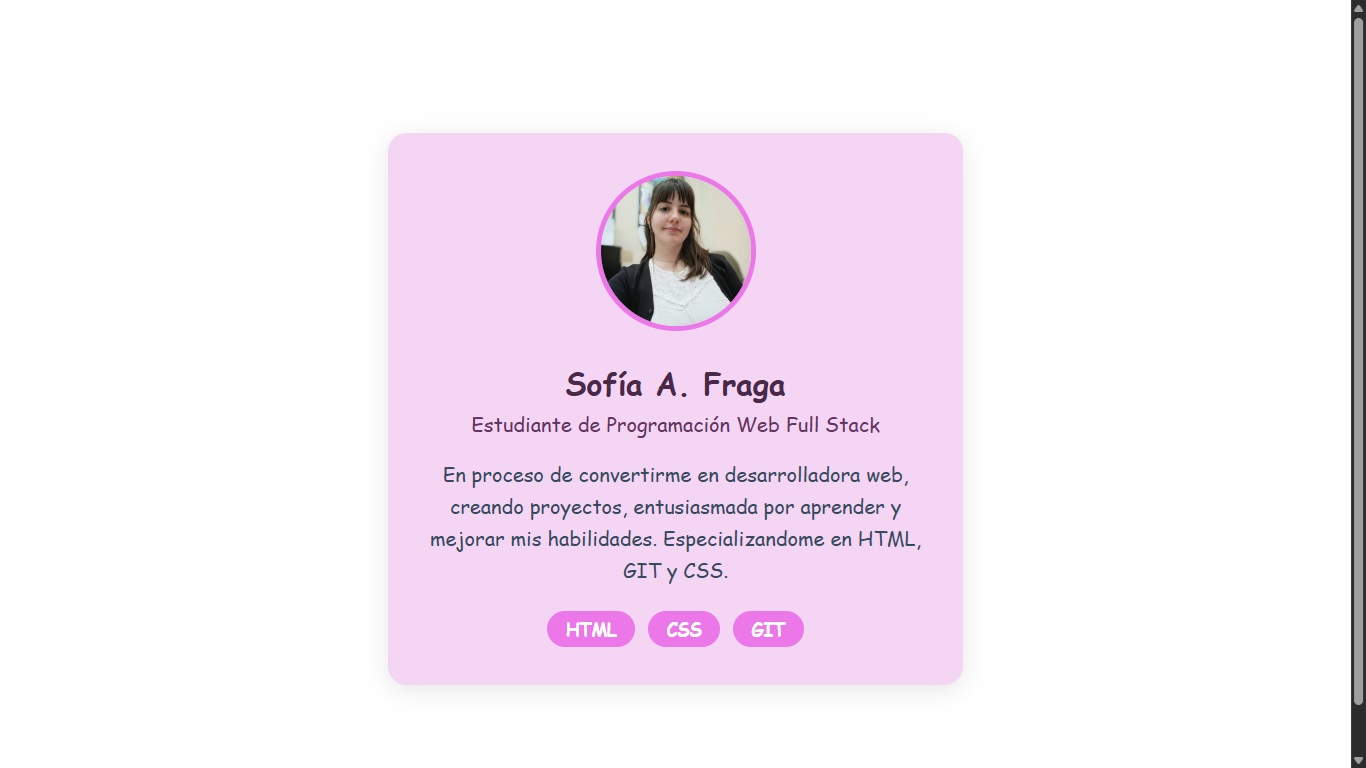 Sofía A. Fraga
Estudiante de Programación Web Full Stack
En proceso de convertirme en desarrolladora web,
creando proyectos, entusiasmada por aprender y
mejorar mis habilidades. Especializandome en HTML,
GIT y CSS.
HTML CSS GIT